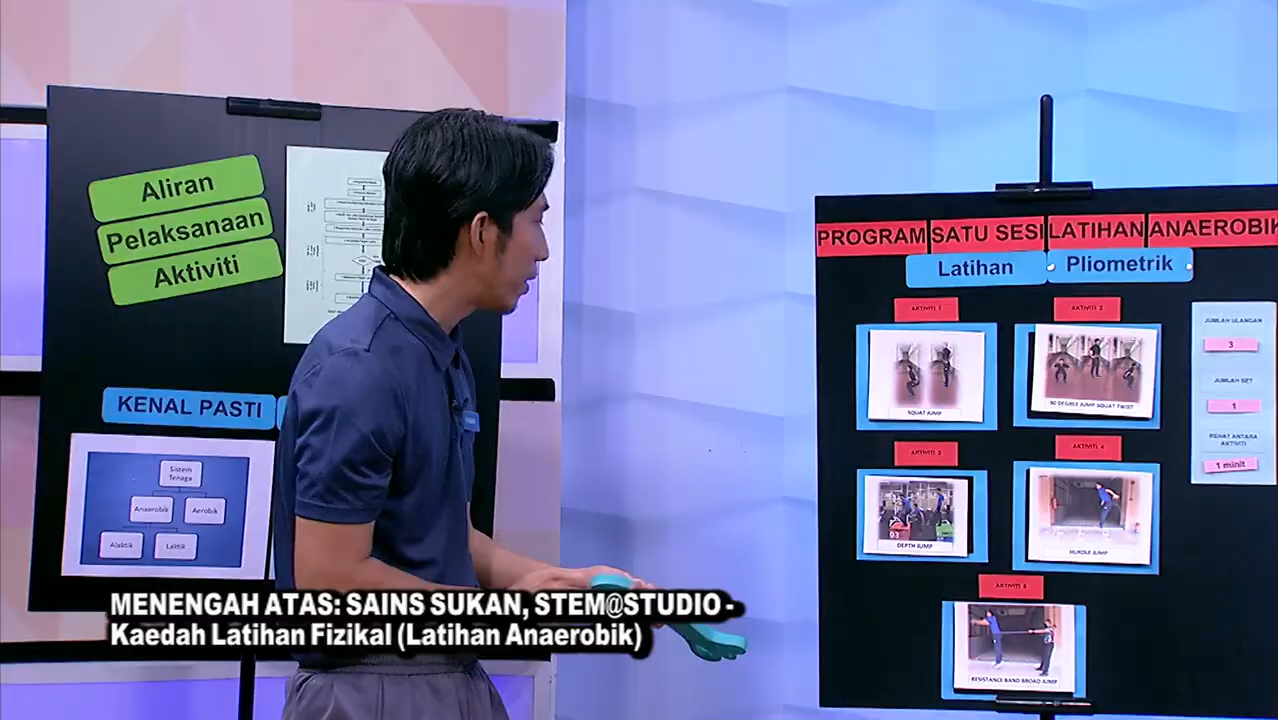 Aliran
Pelaksanaan
Aktiviti
KENAL PASTI
Sistem
Tenaga
Anaerobik
Aerobik
Alaktik
Laktik
PROGRAM SATU SESI LATIHAN ANAEROBIK
Latihan Pliometrik
AKTIVITI 1
SQUAT JUMP
AKTIVITI 2
90 DEGREE JUMP SQUAT TWIST
AKTIVITI 3
DEPTH JUMP
AKTIVITI 4
HURDLE JUMP
AKTIVITI 5
RESISTANCE BAND BROAD JUMP
JUMLAH ULANGAN
3
JUMLAH SET
1
REHAT ANTARA
AKTIVITI
1 minit
MENENGAH ATAS: SAINS SUKAN, STEM@STUDIO -
Kaedah Latihan Fizikal (Latihan Anaerobik)